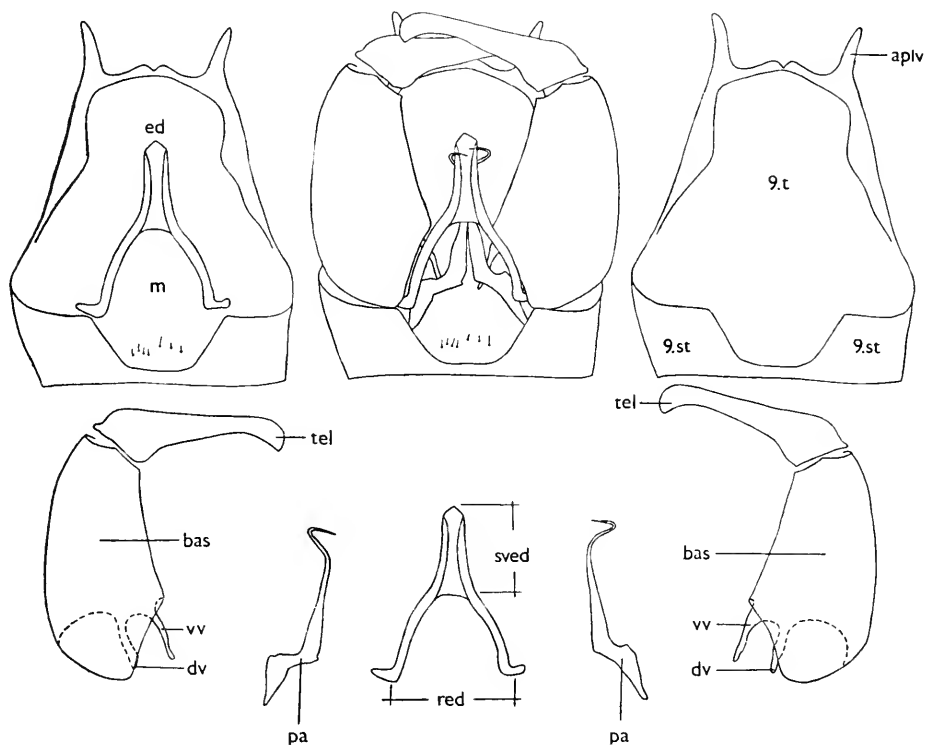 aplv
ed
9.t
m
9.st 9.st
tel
tel
bas
sved
bas
vv
vv
dv
dv
red
pa
pa